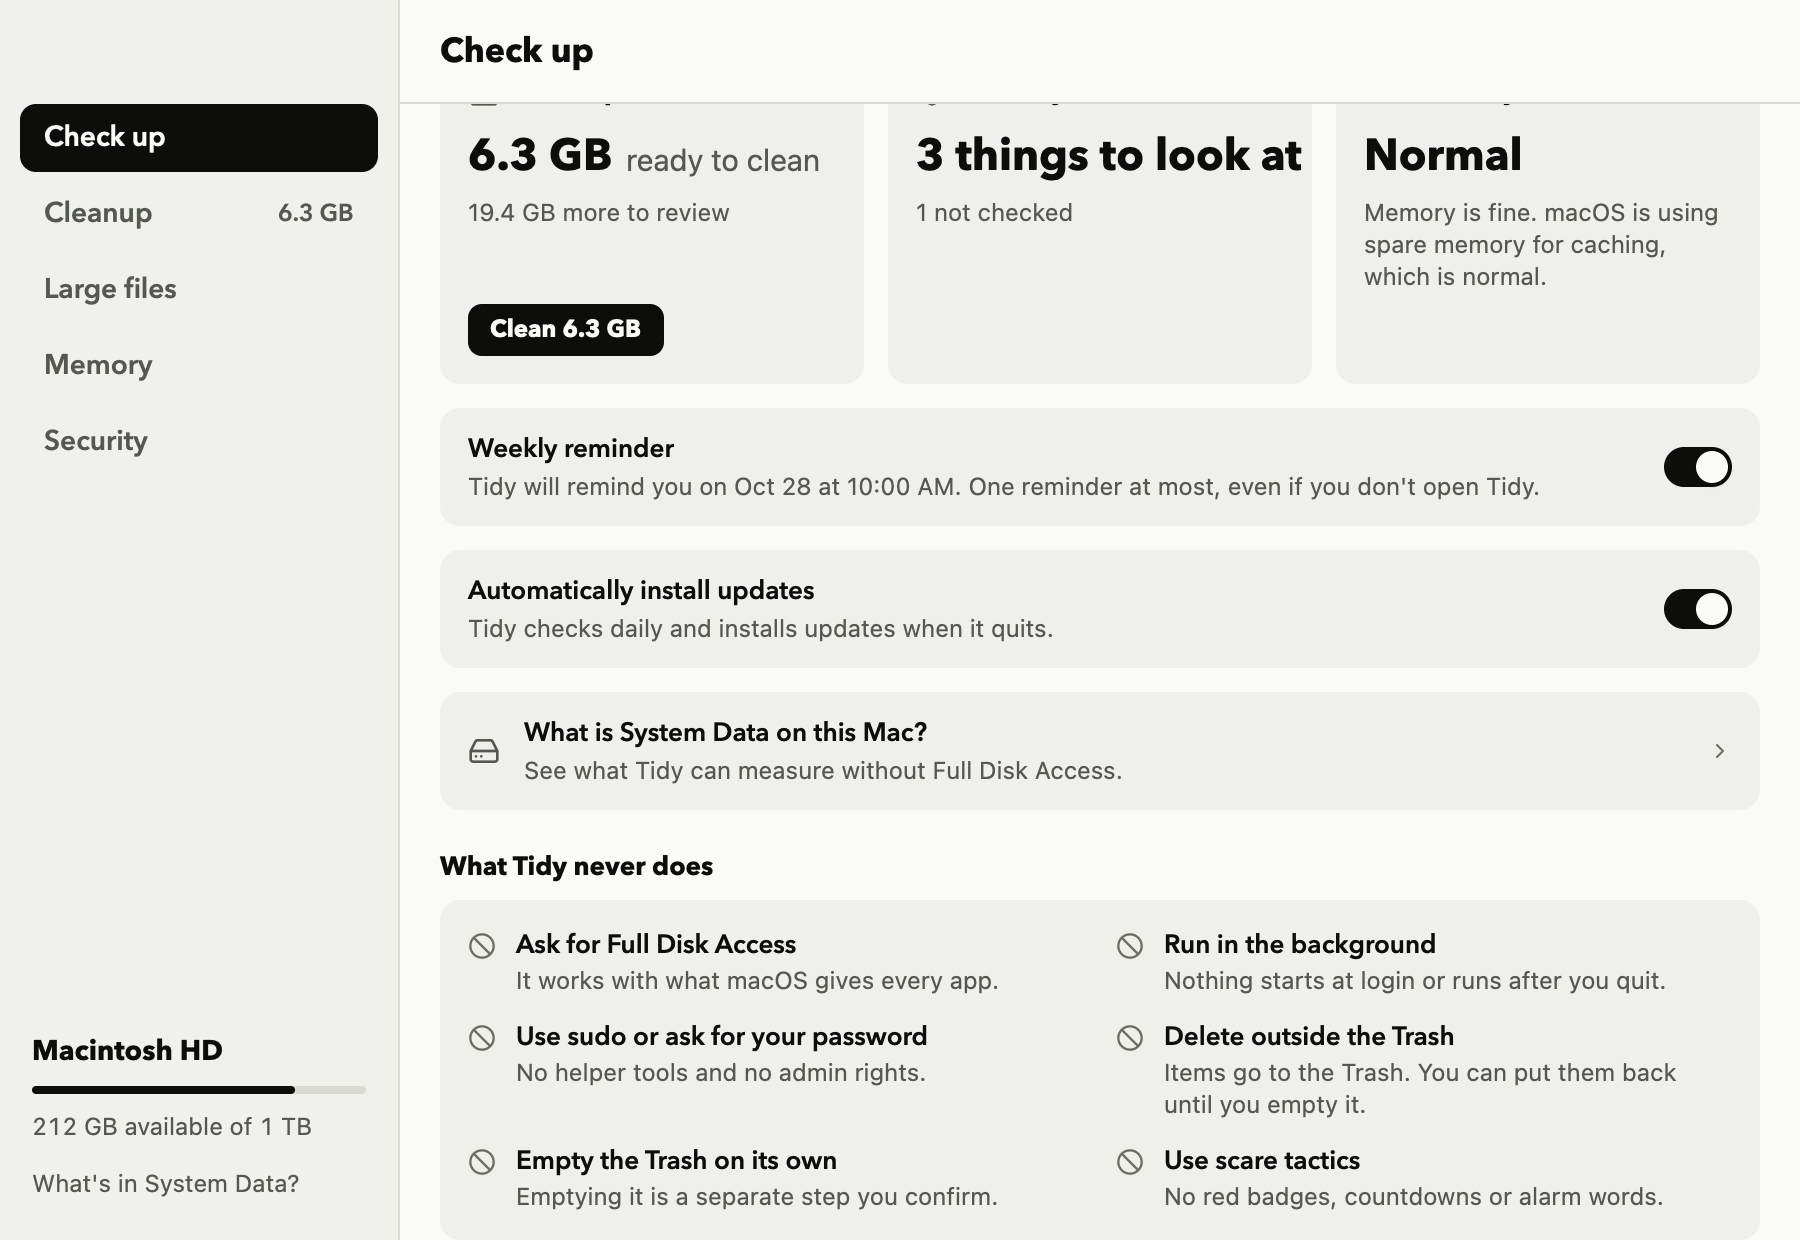 Check up
Cleanup 6.3 GB
Large files
Memory
Security
Macintosh HD
212 GB available of 1 TB
What's in System Data?
Check up
6.3 GB ready to clean
19.4 GB more to review
Clean 6.3 GB
3 things to look at
1 not checked
Normal
Memory is fine. macOS is using
spare memory for caching,
which is normal.
Weekly reminder
Tidy will remind you on Oct 28 at 10:00 AM. One reminder at most, even if you don't open Tidy.
Automatically install updates
Tidy checks daily and installs updates when it quits.
What is System Data on this Mac?
See what Tidy can measure without Full Disk Access.
What Tidy never does
Ask for Full Disk Access
It works with what macOS gives every app.
Run in the background
Nothing starts at login or runs after you quit.
Use sudo or ask for your password
No helper tools and no admin rights.
Delete outside the Trash
Items go to the Trash. You can put them back
until you empty it.
Empty the Trash on its own
Emptying it is a separate step you confirm.
Use scare tactics
No red badges, countdowns or alarm words.